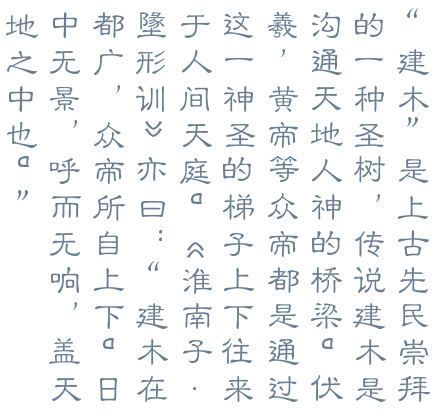 “建木”是上古先民崇拜
的一种圣树，传说建木是
沟通天地人神的桥梁。伏
羲，黄帝等众帝都是通过
这一神圣的梯子上下往来
于人间天庭。《淮南子·
墬形训》亦曰：“建木在
都广，众帝所自上下。日
中无景，呼而无响，盖天
地之中也。”